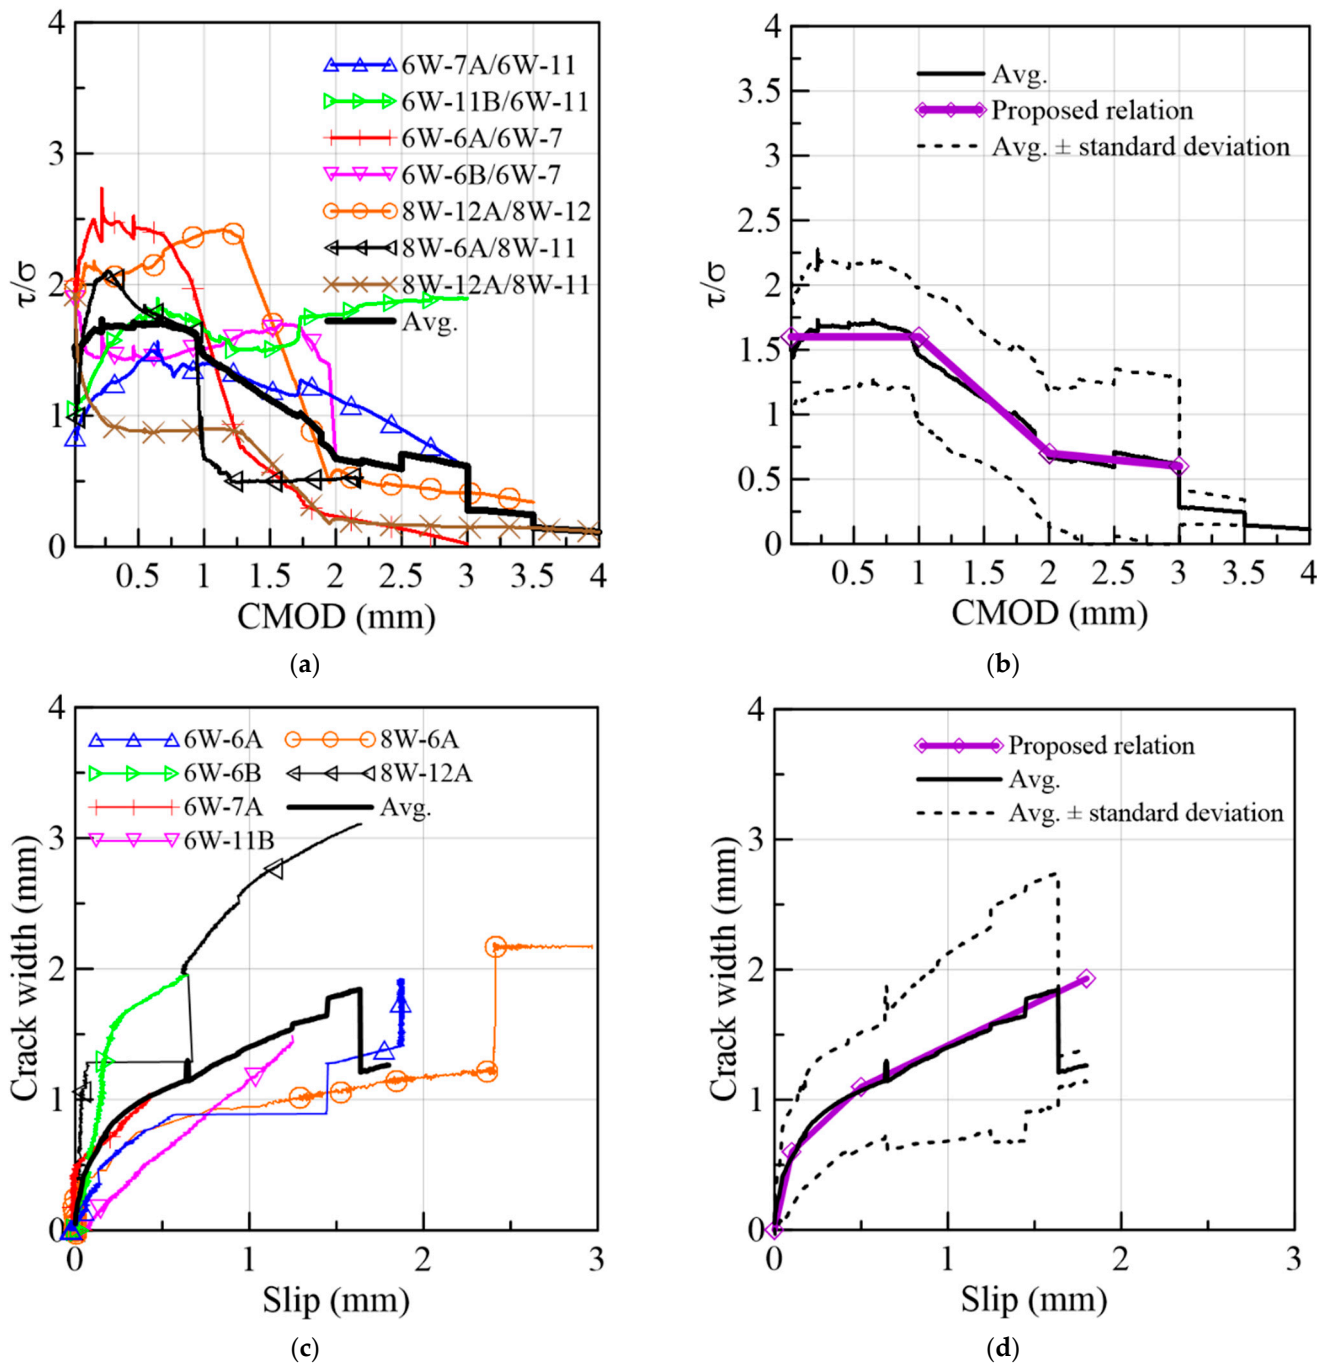 4
3
2
1
0
τ/σ
6W-7A/6W-11
6W-11B/6W-11
6W-6A/6W-7
6W-6B/6W-7
8W-12A/8W-12
8W-6A/8W-11
8W-12A/8W-11
Avg.
0.5 1 1.5 2 2.5 3 3.5 4
CMOD (mm)
(a)
4
3.5
3
2.5
2
1.5
1
0.5
0
τ/σ
Avg.
Proposed relation
Avg. ± standard deviation
0.5 1 1.5 2 2.5 3 3.5 4
CMOD (mm)
(b)
4
3
2
1
0
Crack width (mm)
6W-6A
6W-6B
6W-7A
6W-11B
8W-6A
8W-12A
Avg.
0 1 2 3
Slip (mm)
(c)
4
3
2
1
0
Crack width (mm)
Proposed relation
Avg.
Avg. ± standard deviation
0 1 2 3
Slip (mm)
(d)